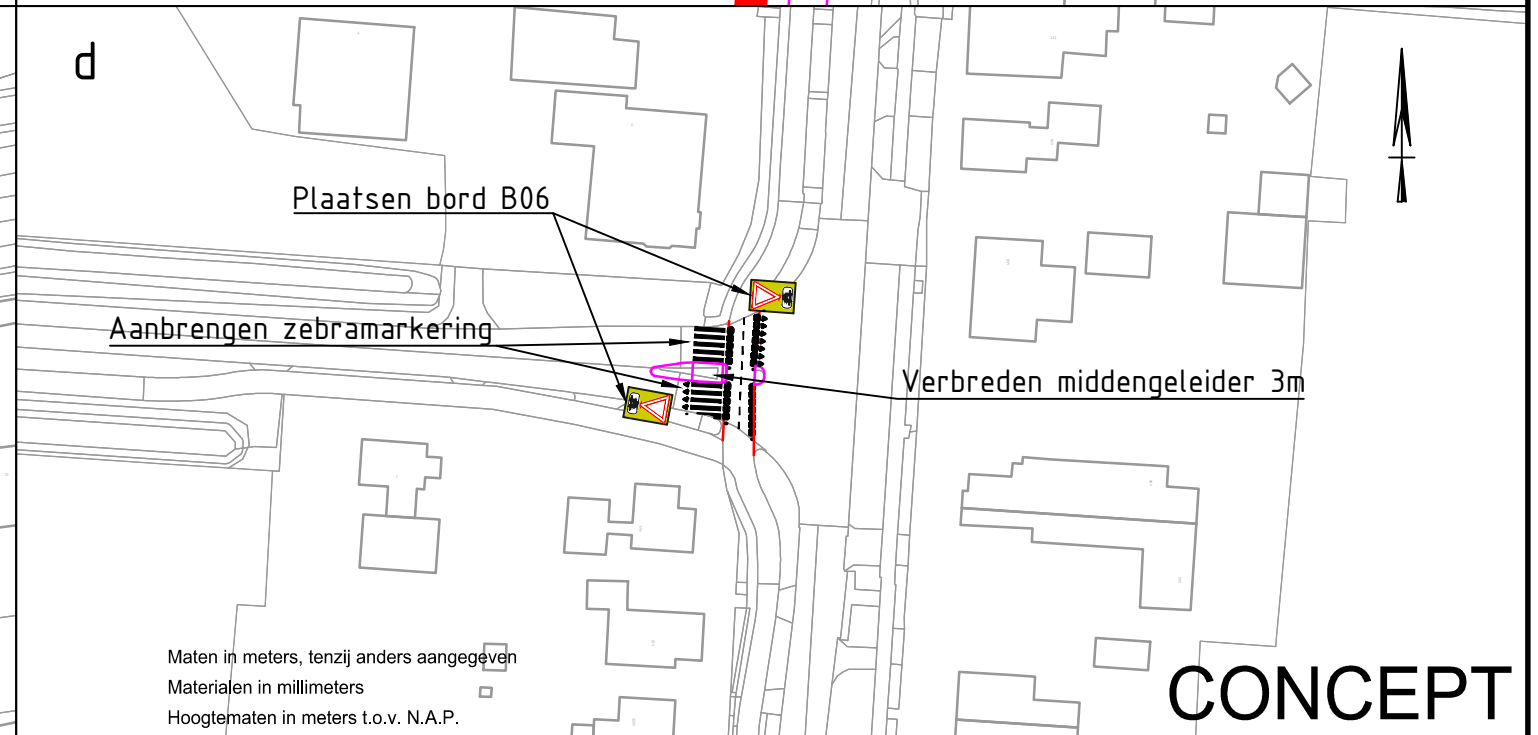 d
Plaatsen bord B06
Aanbrengen zebramarkering
Verbreden middengeleider 3m
Maten in meters, tenzij anders aangegeven
Materialen in millimeters
Hoogtematen in meters t.o.v. N.A.P.
CONCEPT